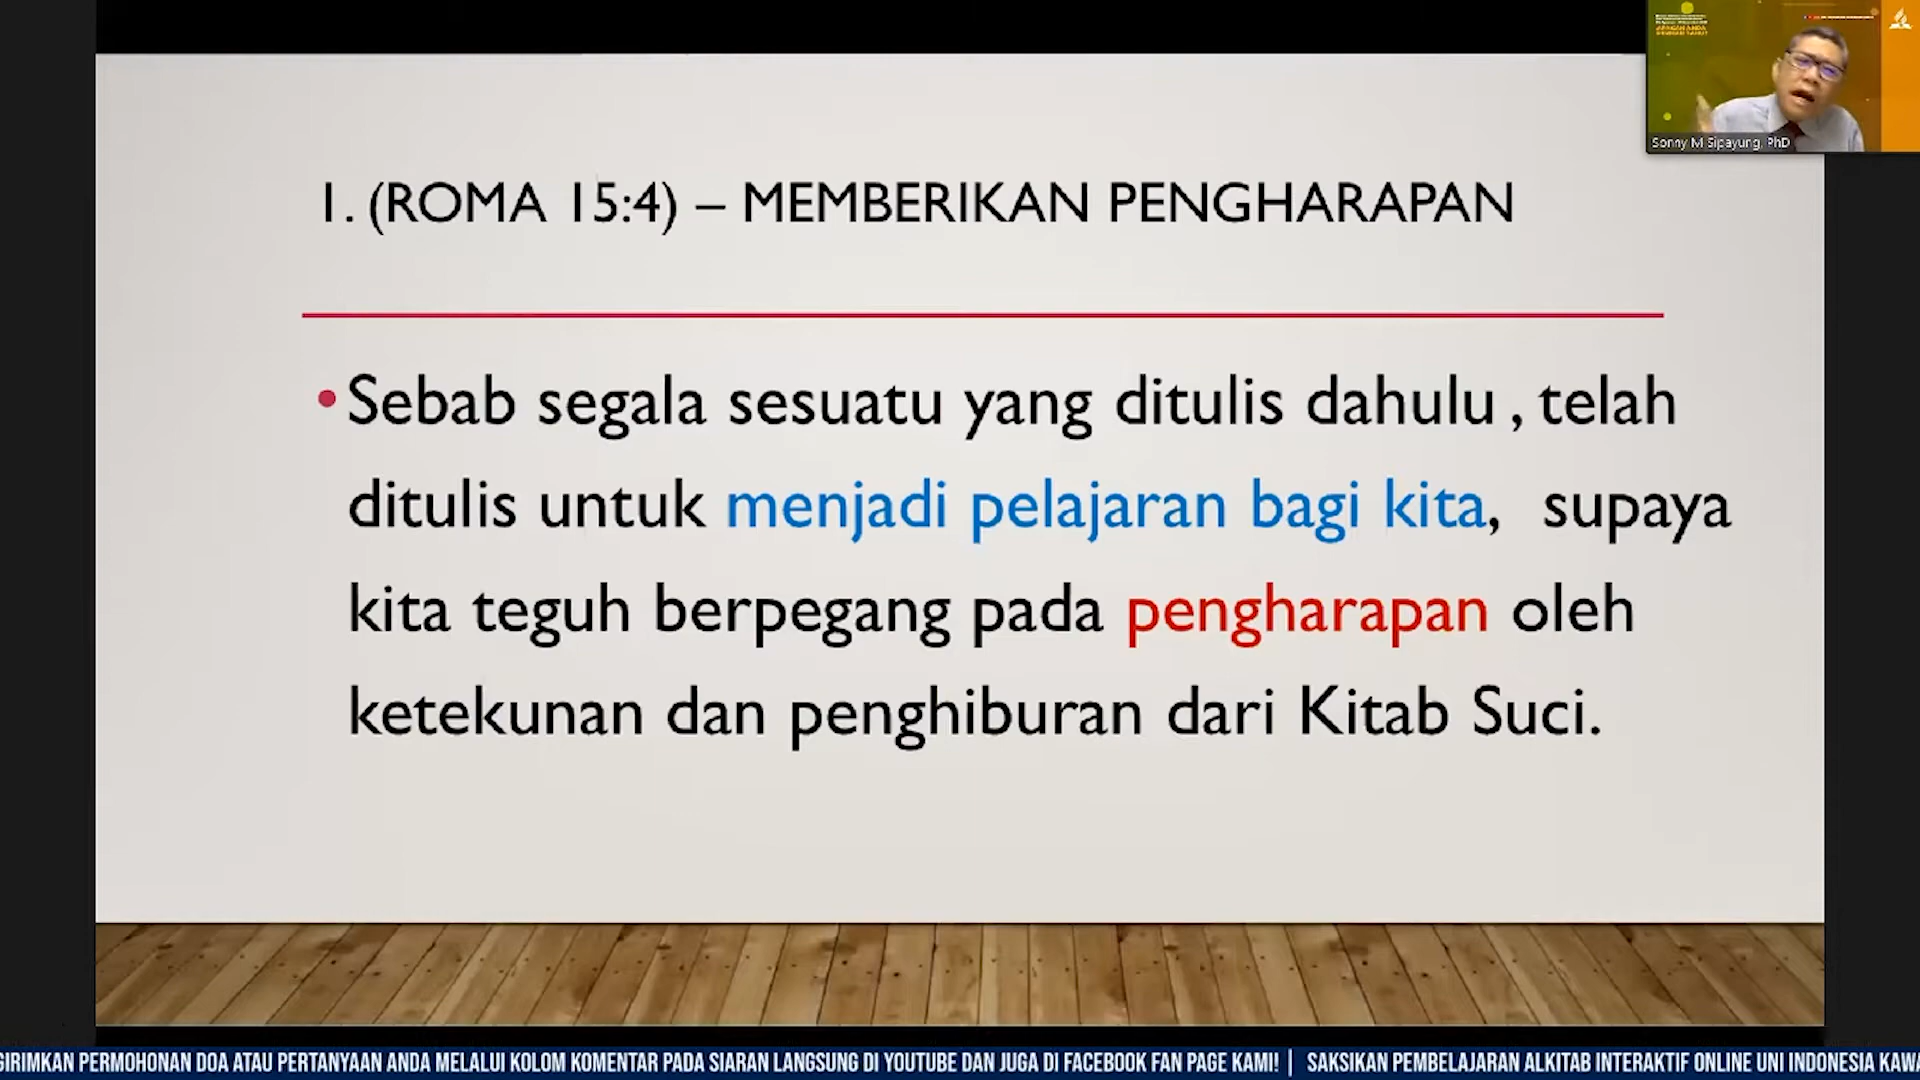 1. (ROMA 15:4) – MEMBERIKAN PENGHARAPAN
• Sebab segala sesuatu yang ditulis dahulu , telah
ditulis untuk menjadi pelajaran bagi kita, supaya
kita teguh berpegang pada pengharapan oleh
ketekunan dan penghiburan dari Kitab Suci.
Sonny M Sipayung, PhD
GIRIMKAN PERMOHONAN DOA ATAU PERTANYAAN ANDA MELALUI KOLOM KOMENTAR PADA SIARAN LANGSUNG DI YOUTUBE DAN JUGA DI FACEBOOK FAN PAGE KAMI! | SAKSIKAN PEMBELAJARAN ALKITAB INTERAKTIF ONLINE UNI INDONESIA KAWA